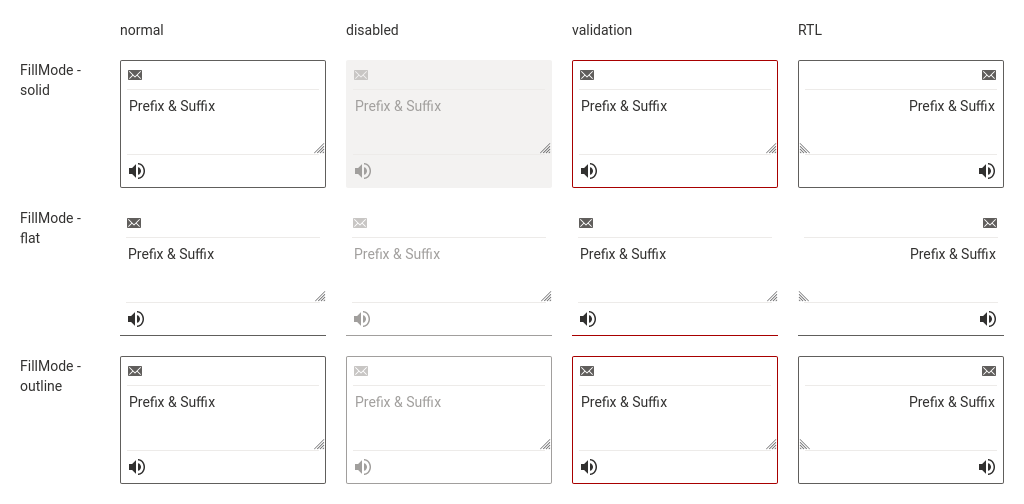 normal disabled validation RTL
FillMode -
solid
Prefix & Suffix Prefix & Suffix Prefix & Suffix Prefix & Suffix
FillMode -
flat
Prefix & Suffix Prefix & Suffix Prefix & Suffix Prefix & Suffix
FillMode -
outline
Prefix & Suffix Prefix & Suffix Prefix & Suffix Prefix & Suffix